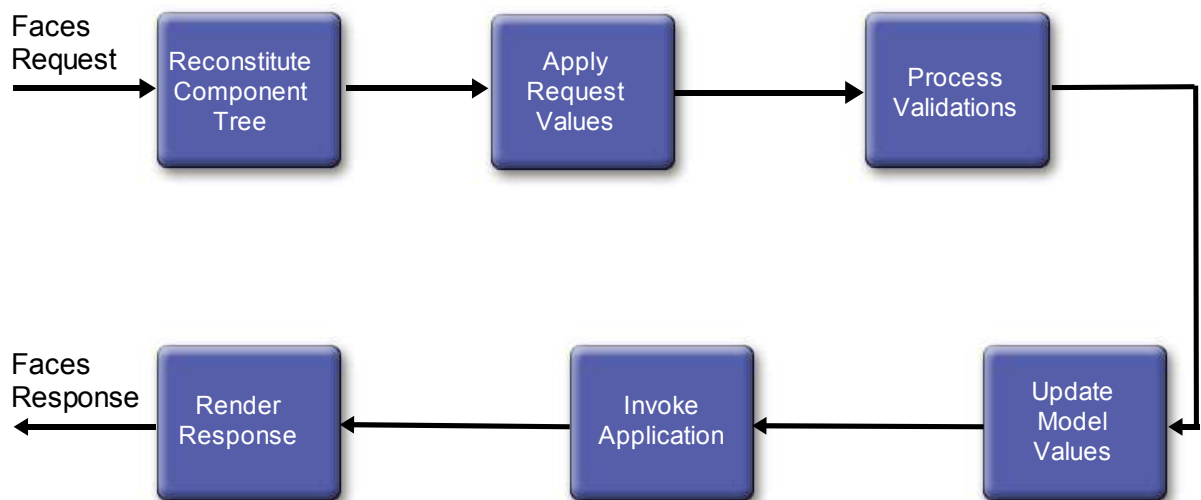 Faces
Request
Reconstitute
Component
Tree
Apply
Request
Values
Process
Validations
Faces
Response
Render
Response
Invoke
Application
Update
Model
Values